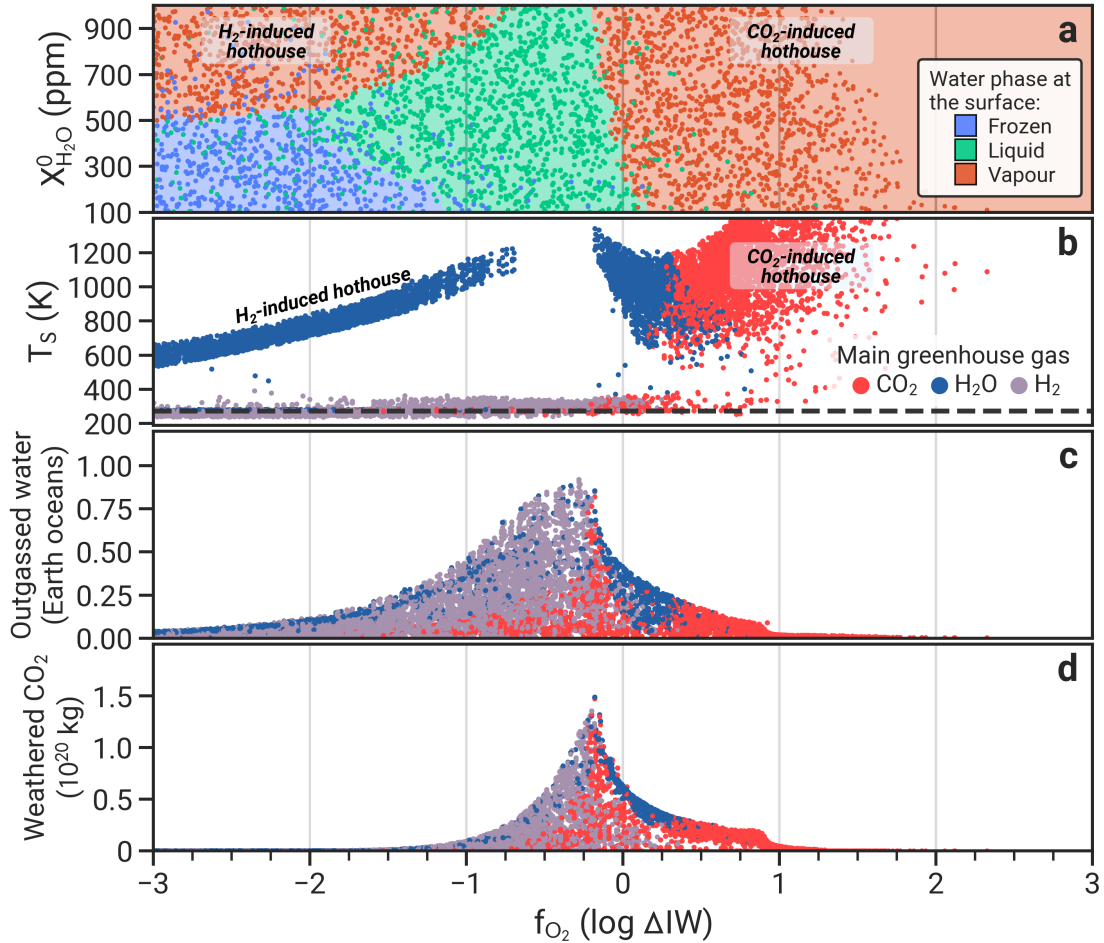 a
H₂-induced
hothouse
CO₂-induced
hothouse
Water phase at
the surface:
Frozen
Liquid
Vapour
900
700
500
300
100
X⁰H₂O (ppm)
b
H₂-induced hothouse
CO₂-induced
hothouse
Main greenhouse gas
CO₂ H₂O H₂
1200
1000
800
600
400
200
Tₛ (K)
c
1.00
0.75
0.50
0.25
0.00
Outgassed water
(Earth oceans)
d
1.5
1.0
0.5
0
Weathered CO₂
(10²⁰ kg)
−3 −2 −1 0 1 2 3
fO₂ (log ΔIW)